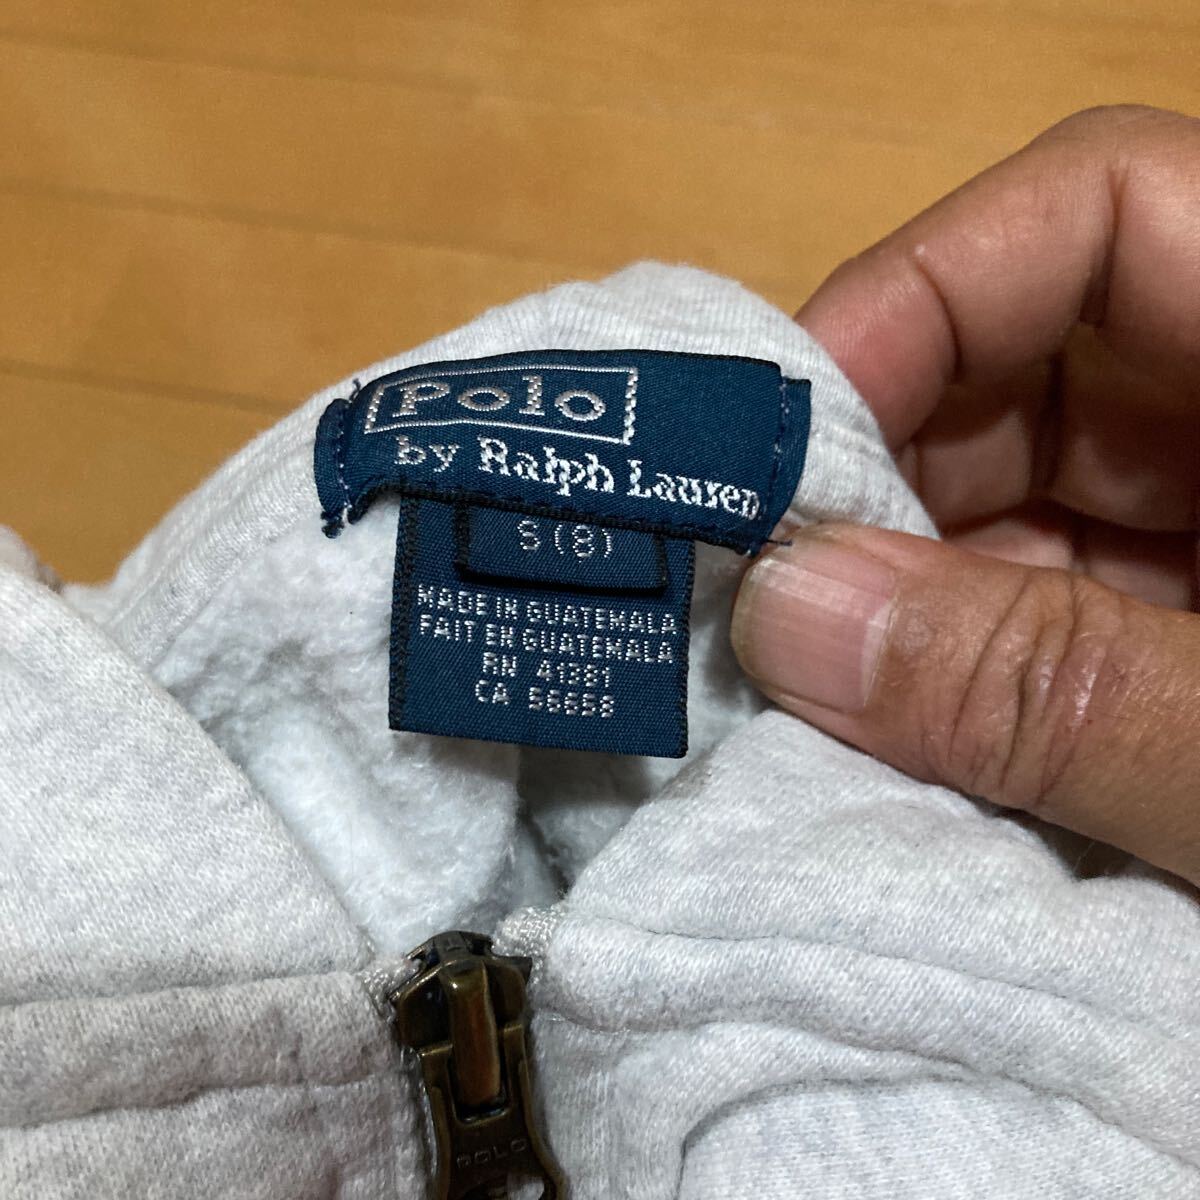 Polo
by Ralph Lauren
S (8)
MADE IN GUATEMALA
FAIT EN GUATEMALA
RN 41381
CA 56658
POLO